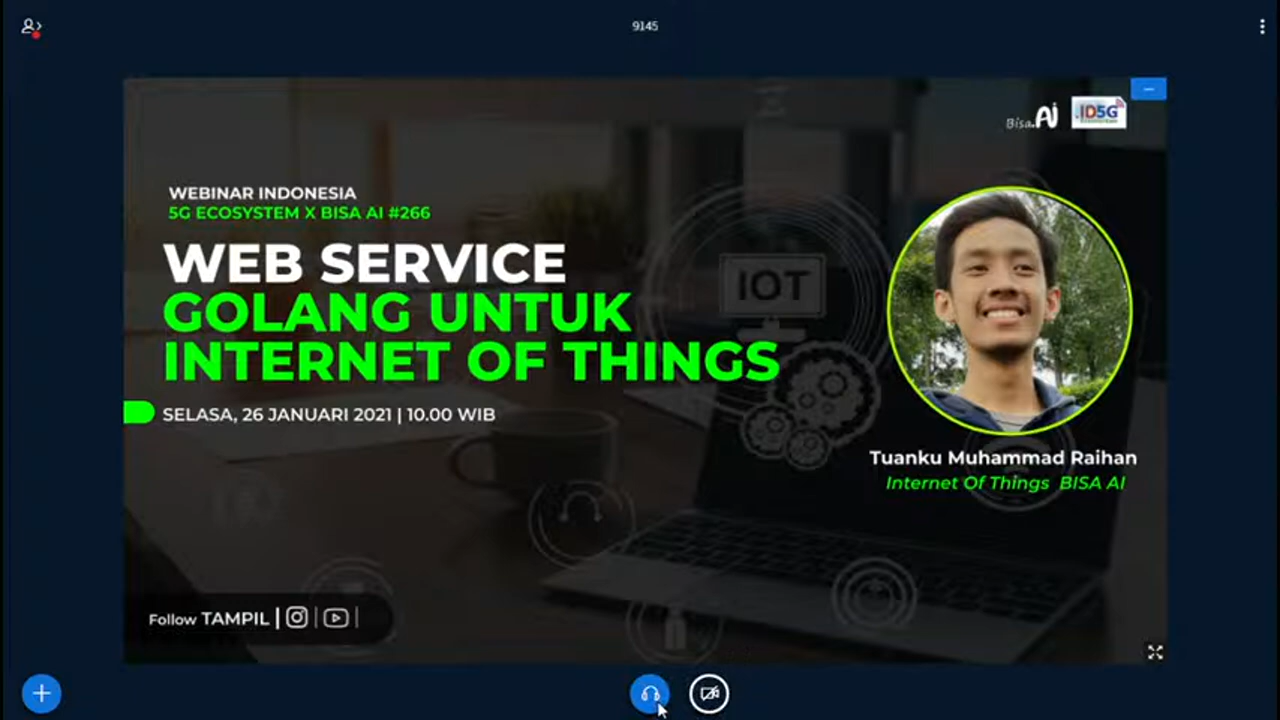 9145
Bisa AI
ID5G
WEBINAR INDONESIA
5G ECOSYSTEM X BISA AI #266
WEB SERVICE
GOLANG UNTUK
INTERNET OF THINGS
IOT
SELASA, 26 JANUARI 2021 | 10.00 WIB
Tuanku Muhammad Raihan
Internet Of Things BISA AI
Follow TAMPIL